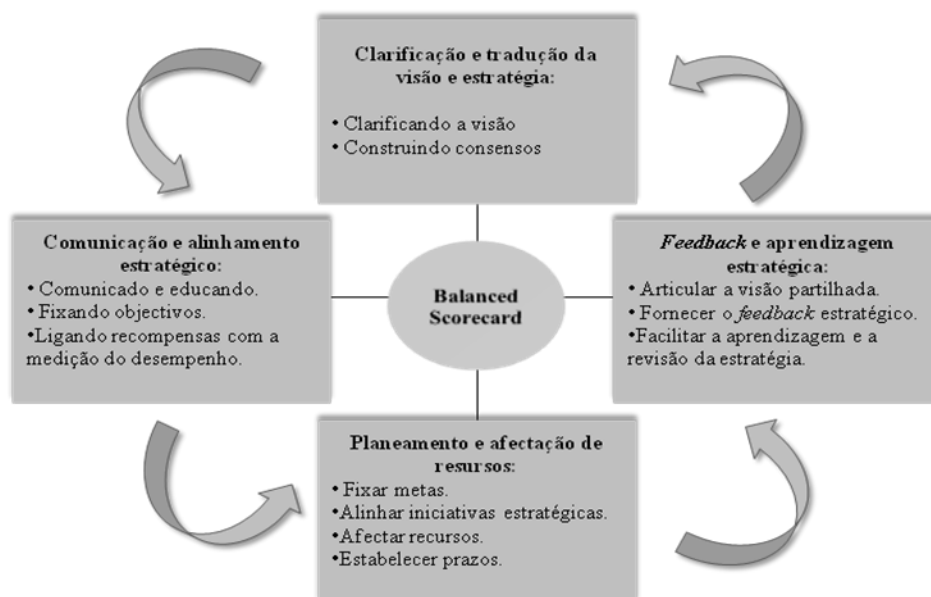 Clarificação e tradução da
visão e estratégia:
• Clarificando a visão
• Construindo consensos
Comunicação e alinhamento
estratégico:
• Comunicado e educando.
• Fixando objectivos.
•Ligando recompensas com a
medição do desempenho.
Balanced
Scorecard
Feedback e aprendizagem
estratégica:
• Articular a visão partilhada.
• Fornecer o feedback estratégico.
•Facilitar a aprendizagem e a
revisão da estratégia.
Planeamento e afectação de
resursos:
• Fixar metas.
•Alinhar iniciativas estratégicas.
•Afectar recursos.
•Estabelecer prazos.